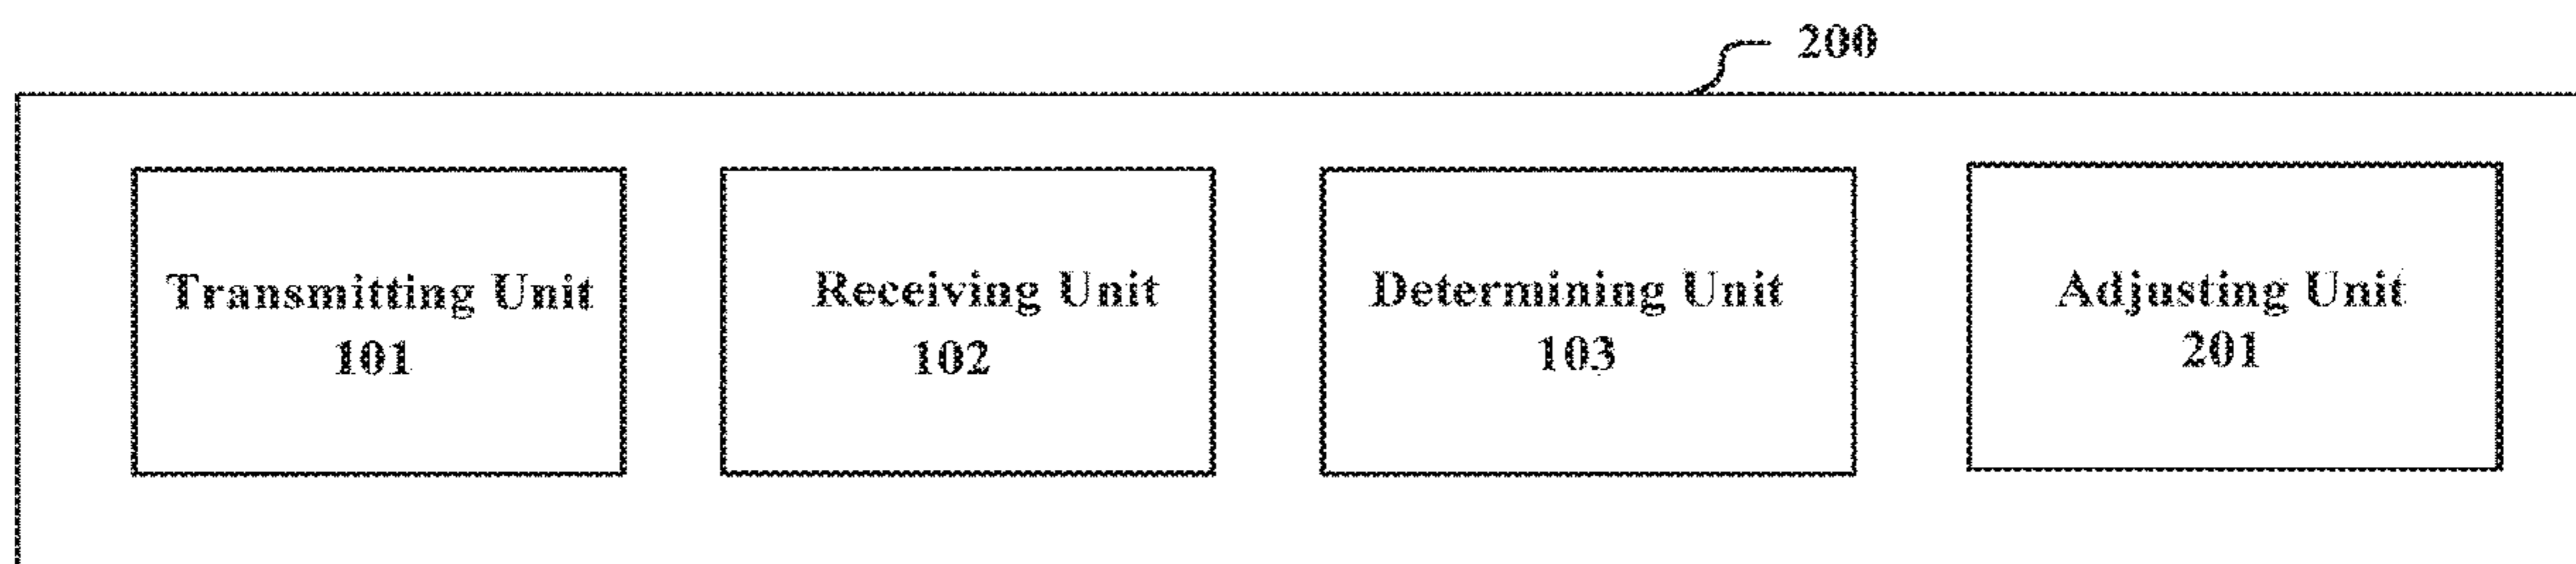 200
Transmitting Unit
101
Receiving Unit
102
Determining Unit
103
Adjusting Unit
201